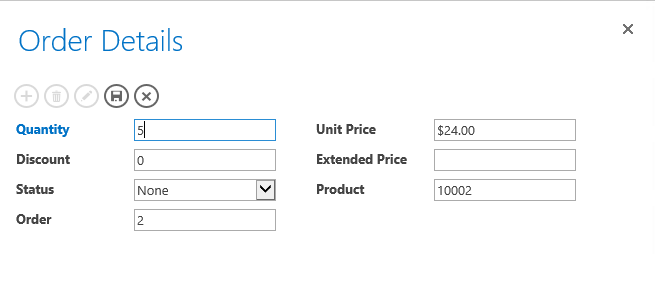 Order Details
Quantity 5 Unit Price $24.00
Discount 0 Extended Price
Status None Product 10002
Order 2